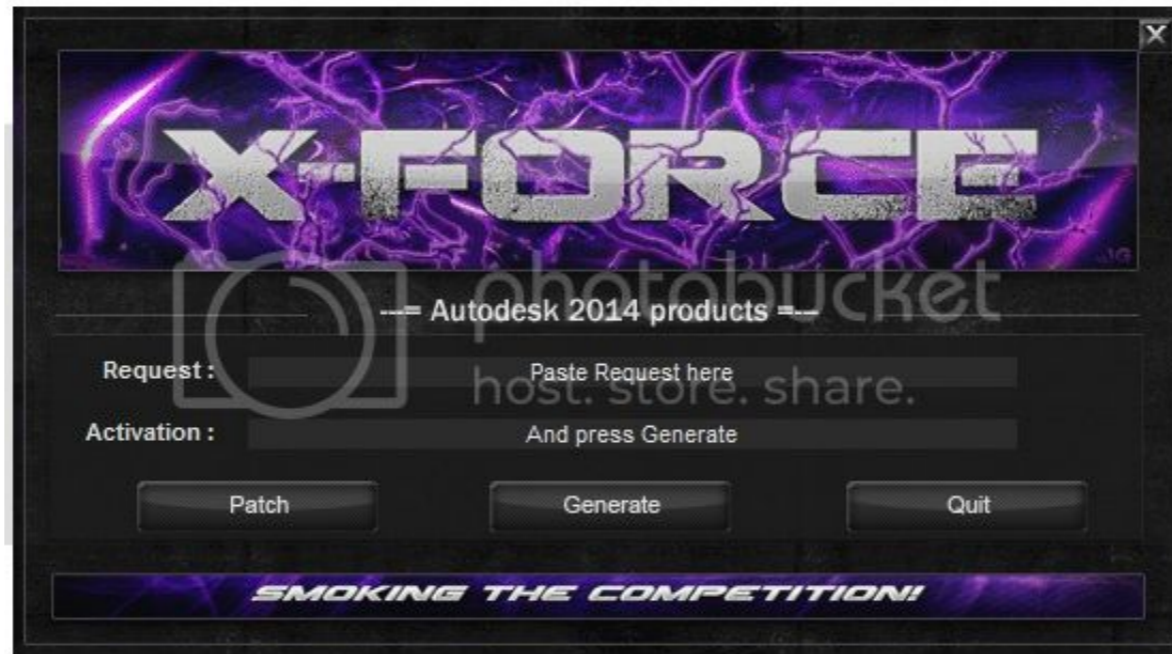 X
X-FORCE
JG
photobucket
---= Autodesk 2014 products =---
Request : Paste Request here
host. store. share.
Activation : And press Generate
Patch Generate Quit
SMOKING THE COMPETITION!